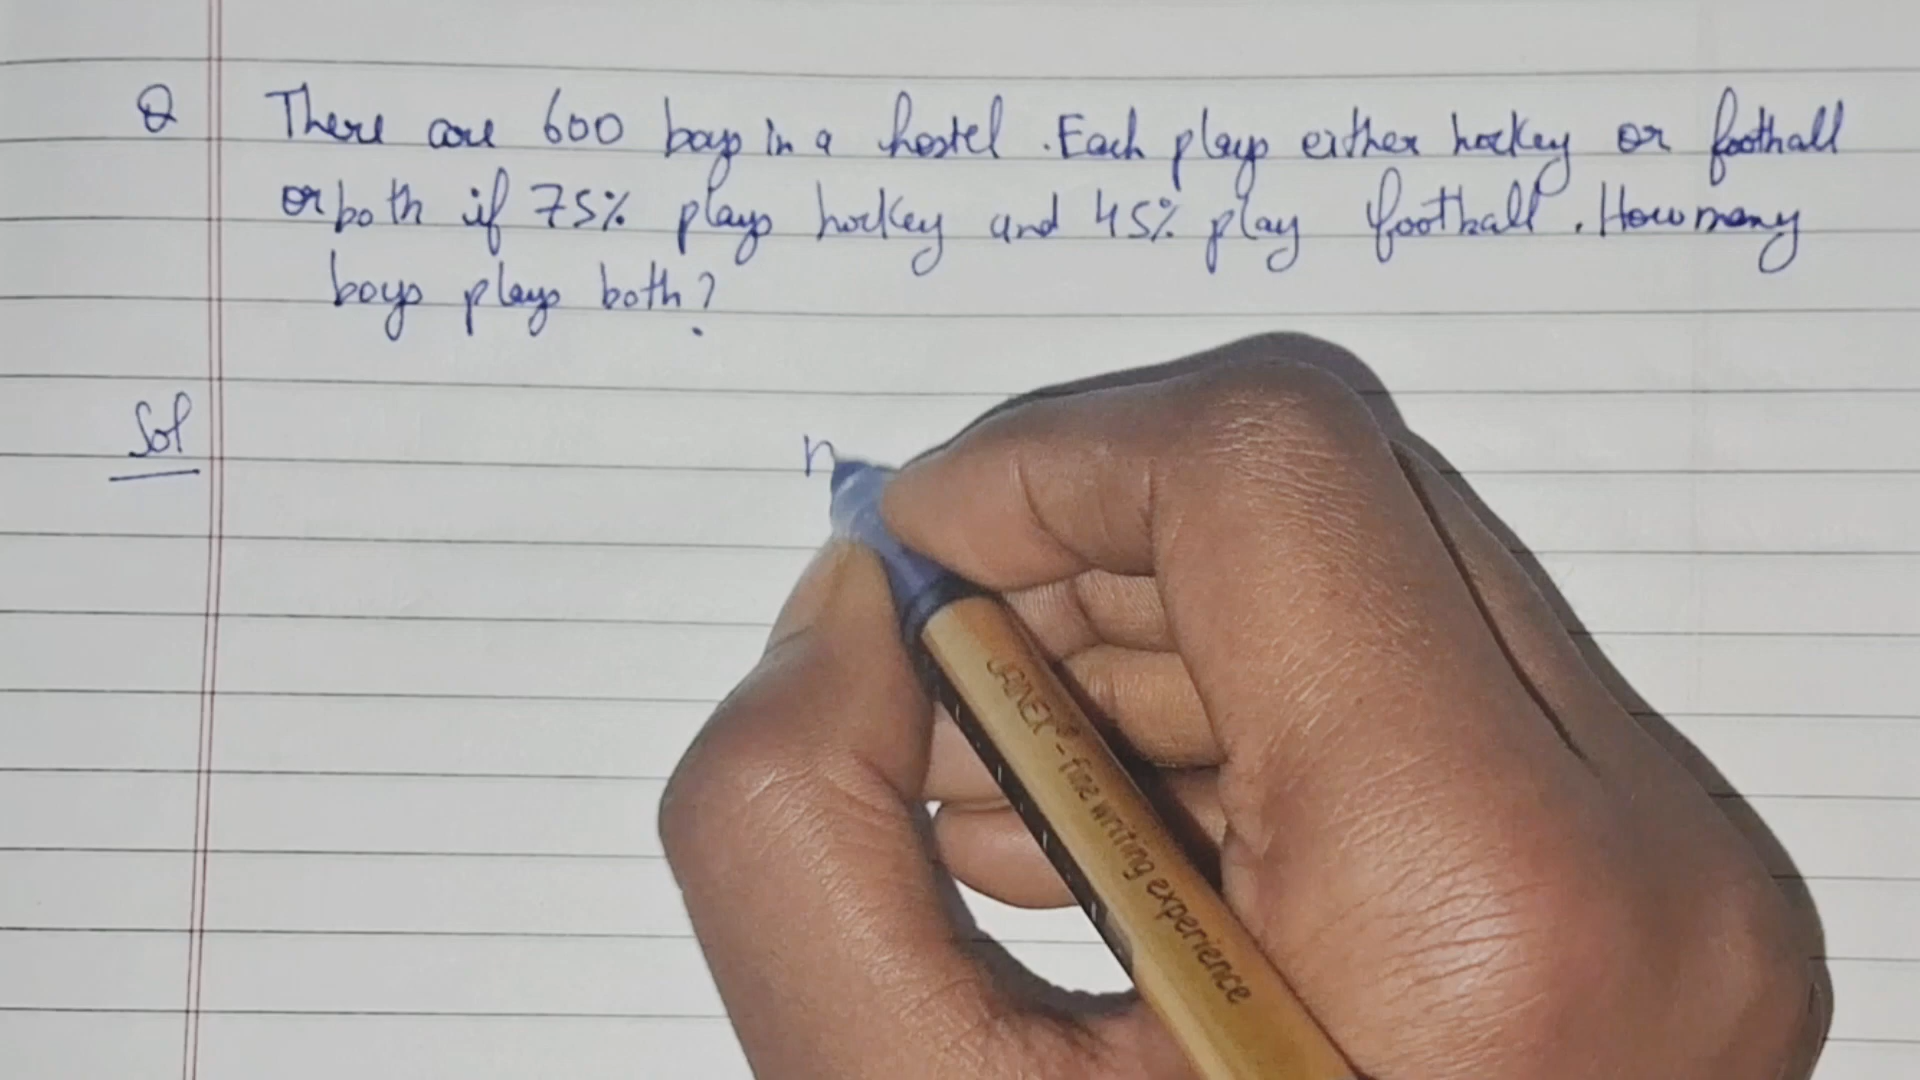 Q There are 600 boys in a hostel. Each plays either hockey or football
or both if 75% plays hockey and 45% play football. How many
boys plays both?
Sol n
JAINEX - fine writing experience